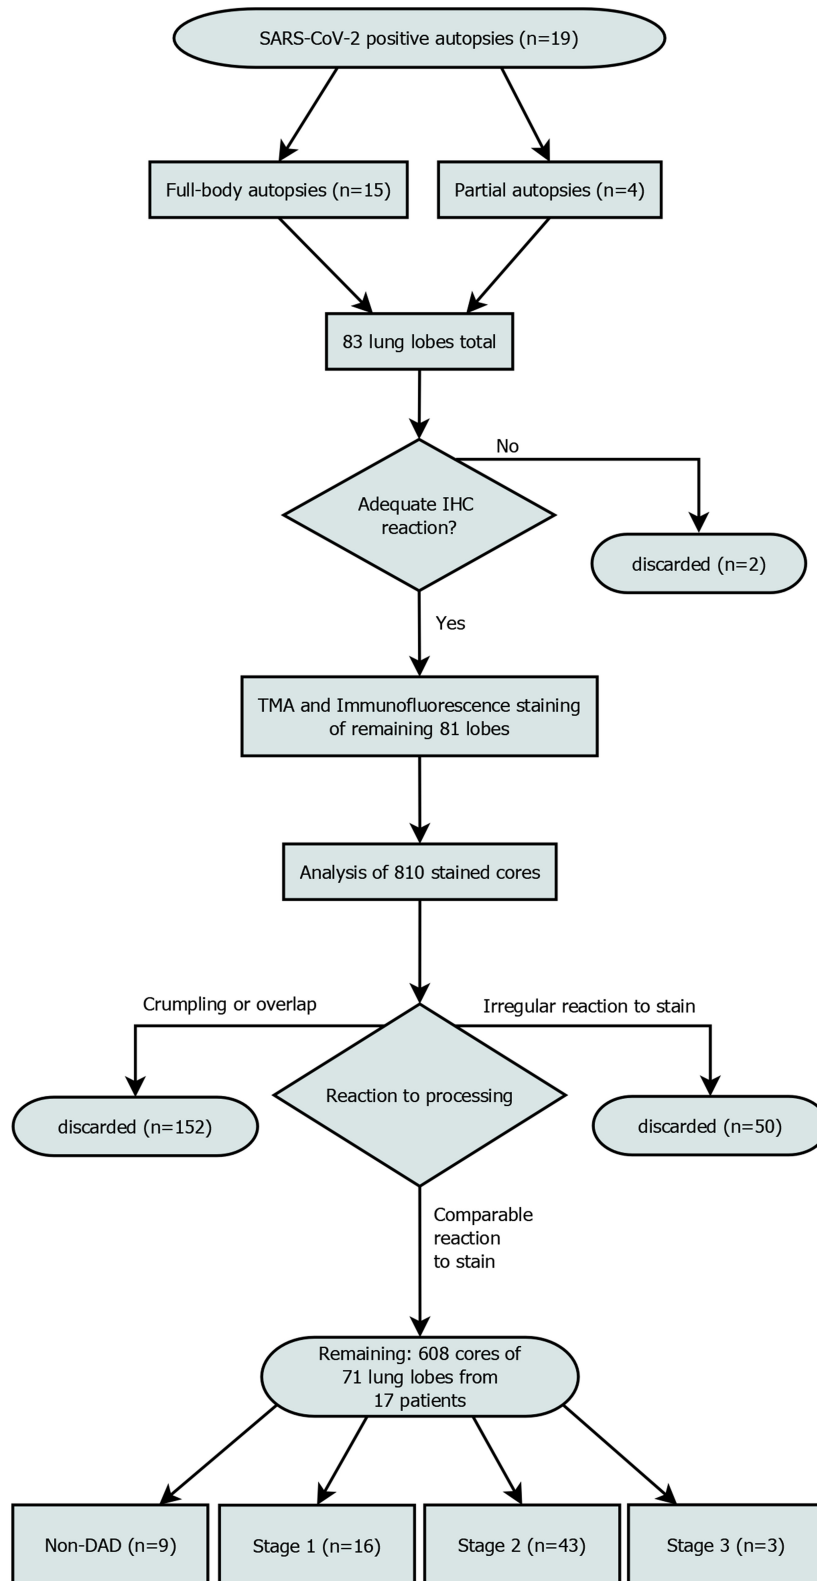 SARS-CoV-2 positive autopsies (n=19)
Full-body autopsies (n=15)
Partial autopsies (n=4)
83 lung lobes total
No
Adequate IHC
reaction?
discarded (n=2)
Yes
TMA and Immunofluorescence staining
of remaining 81 lobes
Analysis of 810 stained cores
Crumpling or overlap
Irregular reaction to stain
Reaction to processing
discarded (n=152)
discarded (n=50)
Comparable
reaction
to stain
Remaining: 608 cores of
71 lung lobes from
17 patients
Non-DAD (n=9)
Stage 1 (n=16)
Stage 2 (n=43)
Stage 3 (n=3)